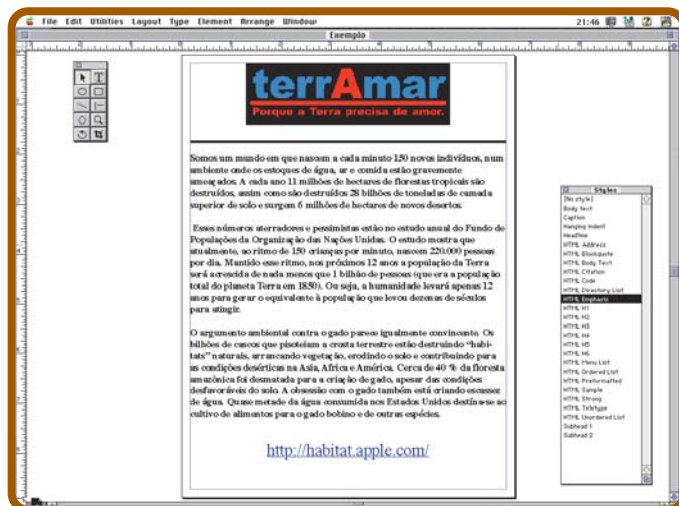 File Edit Utilities Layout Type Element Arrange Window 21:46
Exemplo
terrAmar
Porque a Terra precisa de amor.
Somos um mundo em que nascem a cada minuto 150 novos indivíduos, num
ambiente onde os estoques de água, ar e comida estão gravemente
ameaçados. A cada ano 11 milhões de hectares de florestas tropicais são
destruídos, assim como são destruídos 28 bilhões de toneladas de camada
superior de solo e surgem 6 milhões de hectares de novos desertos.
Esses números aterradores e pessimistas estão no estudo anual do Fundo de
Populações da Organização das Nações Unidas. O estudo mostra que
atualmente, ao ritmo de 150 crianças por minuto, nascem 220.000 pessoas
por dia. Mantido esse ritmo, nos próximos 12 anos a população da Terra
será acrescida de nada menos que 1 bilhão de pessoas (que era a população
total do planeta Terra em 1850). Ou seja, a humanidade levará apenas 12
anos para gerar o equivalente à população que levou dezenas de séculos
para atingir.
O argumento ambiental contra o gado parece igualmente convincente. Os
bilhões de cascos que pisoteiam a crosta terrestre estão destruindo “habi-
tats” naturais, arrancando vegetação, erodindo o solo e contribuindo para
as condições desérticas na Asia, Africa e América. Cerca de 40 % da floresta
amazônica foi desmatada para a criação de gado, apesar das condições
desfavoráveis do solo. A obsessão com o gado também está criando escassez
de água. Quase metade da água consumida nos Estados Unidos destina-se ao
cultivo de alimentos para o gado bobino e de outras espécies.
http://habitat.apple.com/
Styles
[No style]
Body text
Caption
Hanging indent
Headline
HTML Address
HTML Blockquote
HTML Body Text
HTML Citation
HTML Code
HTML Directory List
HTML Emphasis
HTML H1
HTML H2
HTML H3
HTML H4
HTML H5
HTML H6
HTML Menu List
HTML Ordered List
HTML Preformatted
HTML Sample
HTML Strong
HTML Teletype
HTML Unordered List
Subhead 1
Subhead 2